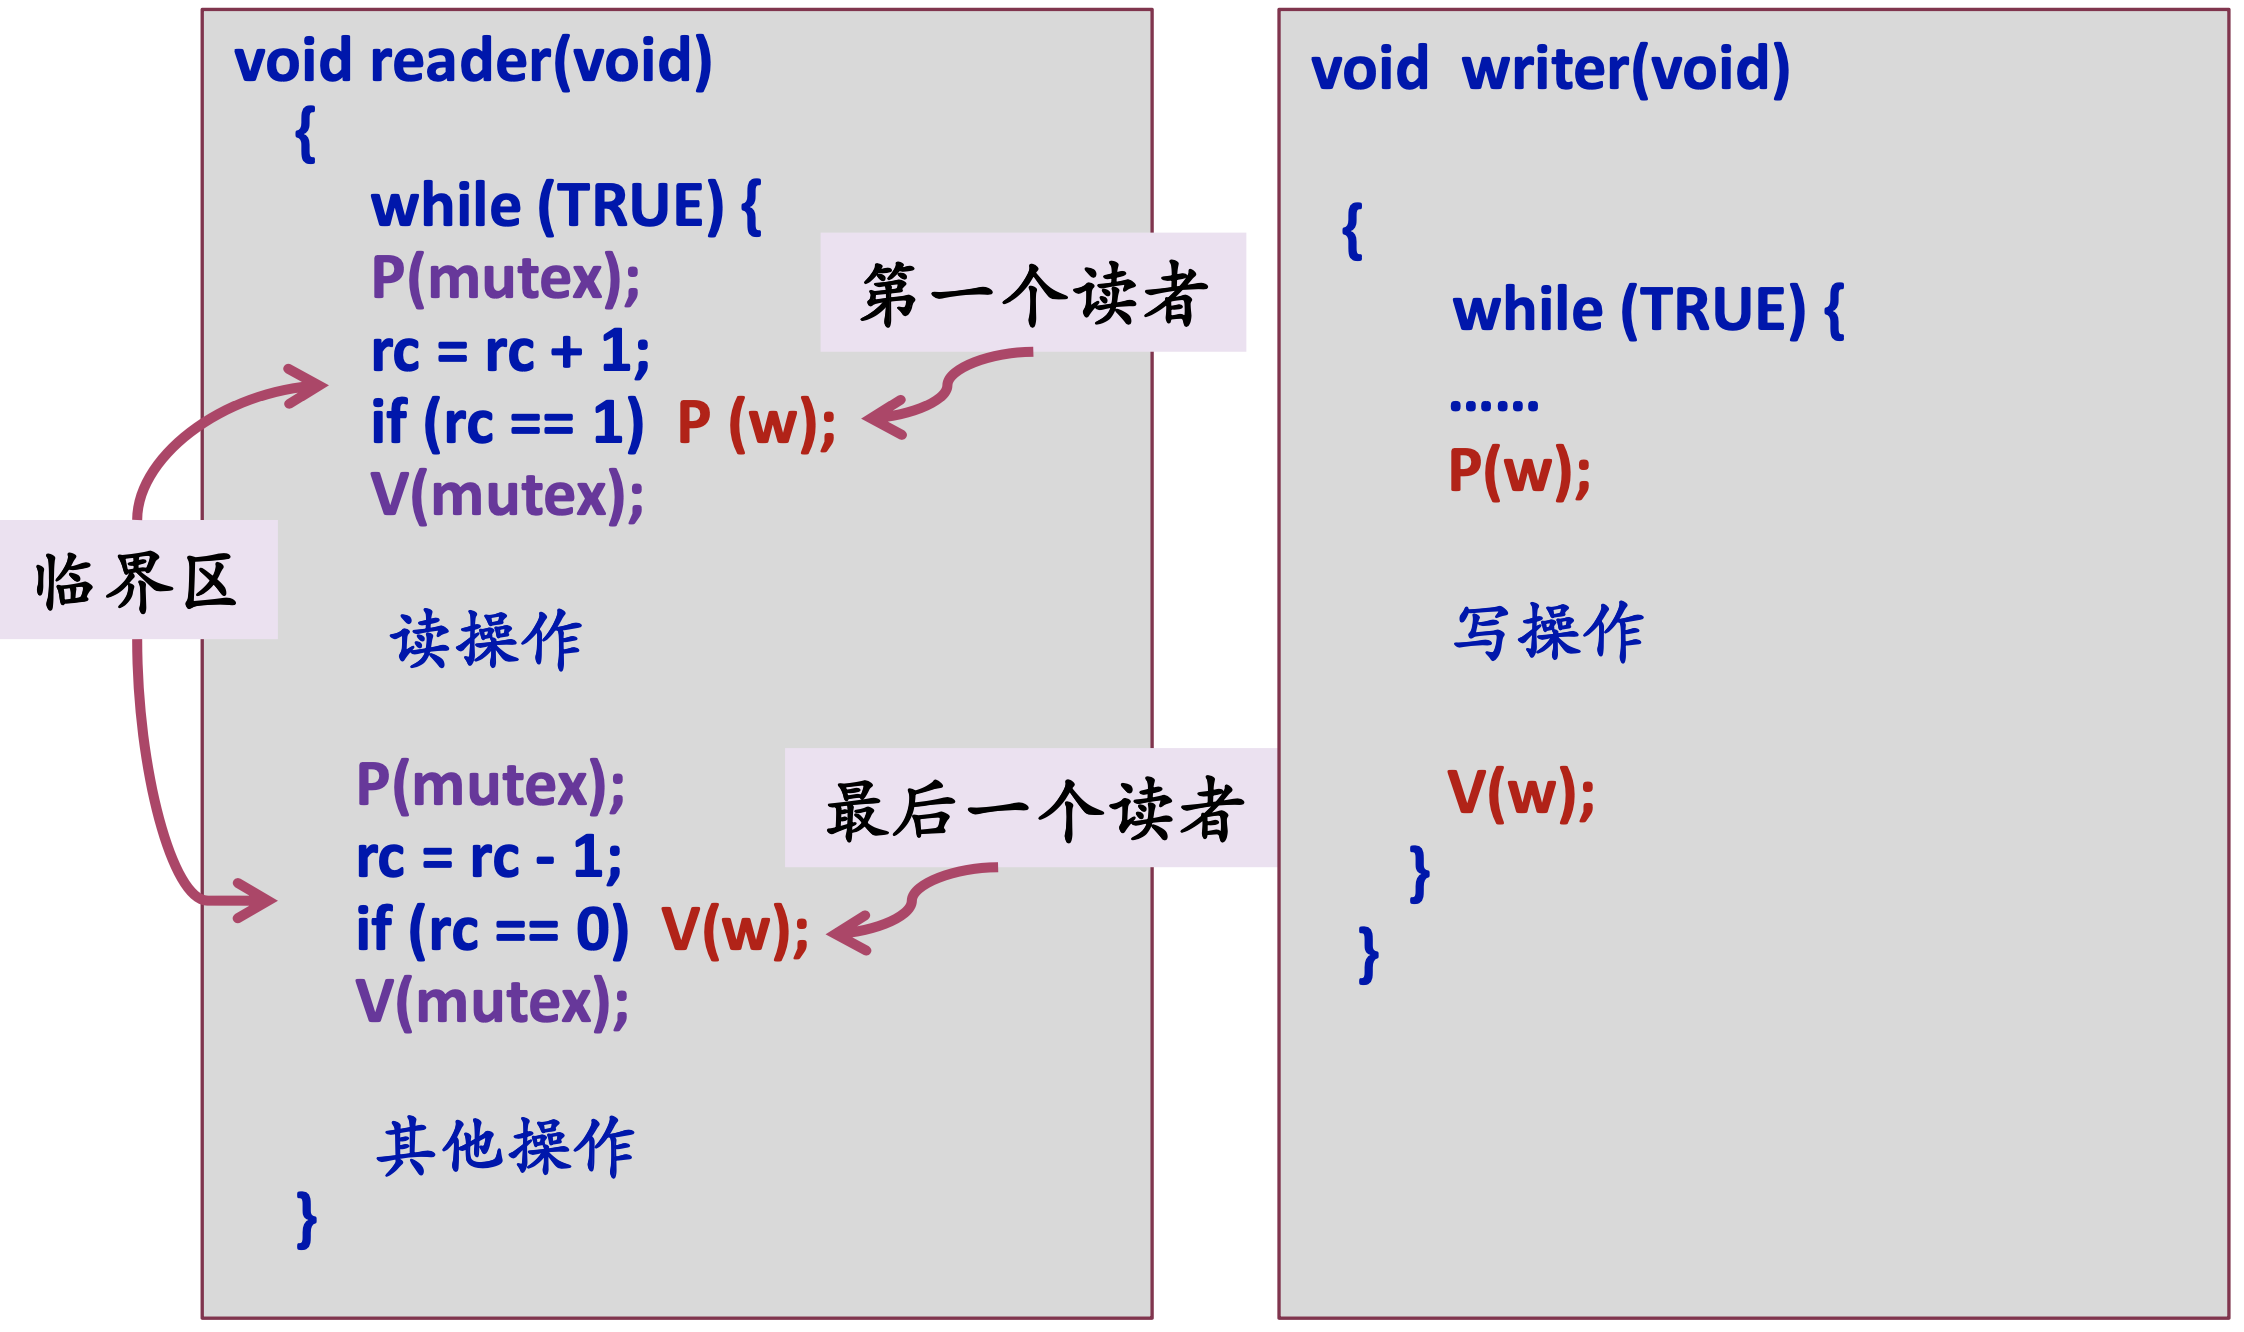 void reader(void)
{
while (TRUE) {
P(mutex);
rc = rc + 1;
if (rc == 1) P (w);
V(mutex);
读操作
P(mutex);
rc = rc - 1;
if (rc == 0) V(w);
V(mutex);
其他操作
}
第一个读者
临界区
最后一个读者
void writer(void)
{
while (TRUE) {
……
P(w);
写操作
V(w);
}
}